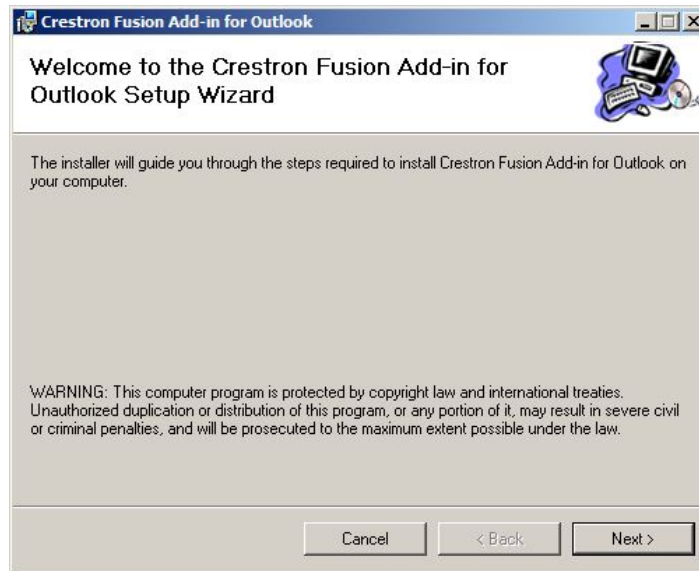 Crestron Fusion Add-in for Outlook
Welcome to the Crestron Fusion Add-in for
Outlook Setup Wizard
The installer will guide you through the steps required to install Crestron Fusion Add-in for Outlook on
your computer.
WARNING: This computer program is protected by copyright law and international treaties.
Unauthorized duplication or distribution of this program, or any portion of it, may result in severe civil
or criminal penalties, and will be prosecuted to the maximum extent possible under the law.
Cancel < Back Next >